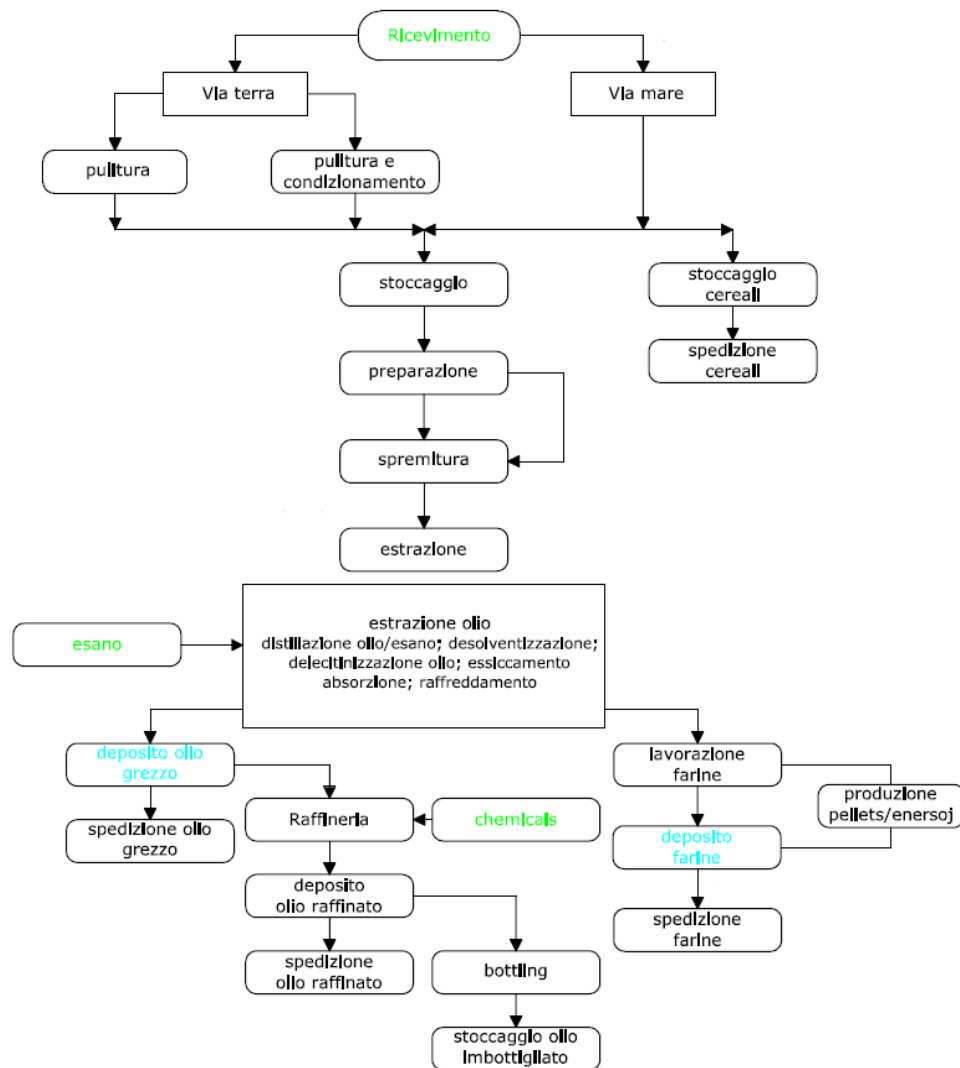 Ricevimento
Via terra
Via mare
pulitura
pulitura e
condizionamento
stoccaggio
stoccaggio
cereali
preparazione
spedizione
cereali
spremitura
estrazione
esano
estrazione olio
distillazione olio/esano; desolventizzazione;
delecitinizzazione olio; essiccamento
absorzione; raffreddamento
deposito olio
grezzo
lavorazione
farine
spedizione olio
grezzo
Raffineria
chemicals
produzione
pellets/enersoj
deposito
farine
deposito
olio raffinato
spedizione
farine
spedizione
olio raffinato
bottling
stoccaggio olio
imbottigliato